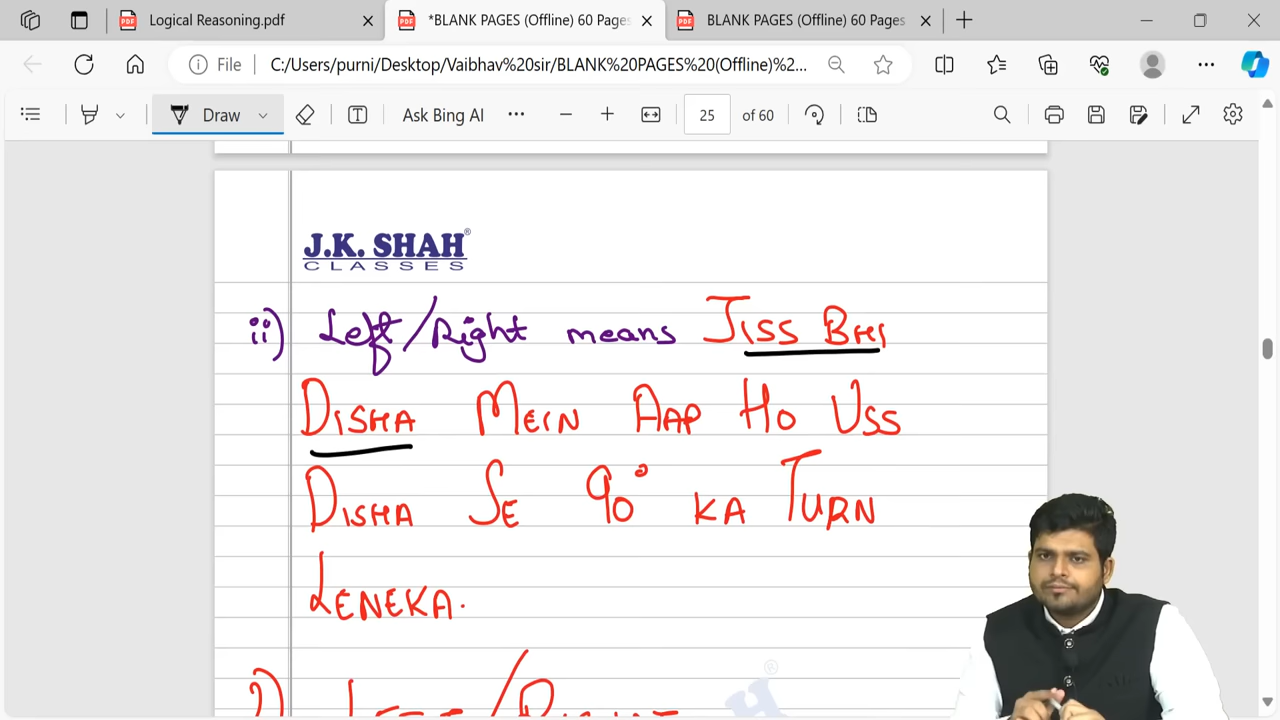 Logical Reasoning.pdf
*BLANK PAGES (Offline) 60 Pages
BLANK PAGES (Offline) 60 Pages
File
C:/Users/purni/Desktop/Vaibhav%20sir/BLANK%20PAGES%20(Offline)%2...
Draw
Ask Bing AI
25 of 60
J.K. SHAH®
CLASSES
ii) Left/Right means JISS BHI
DISHA MEIN AAP HO USS
DISHA SE 90° KA TURN
LENEKA.